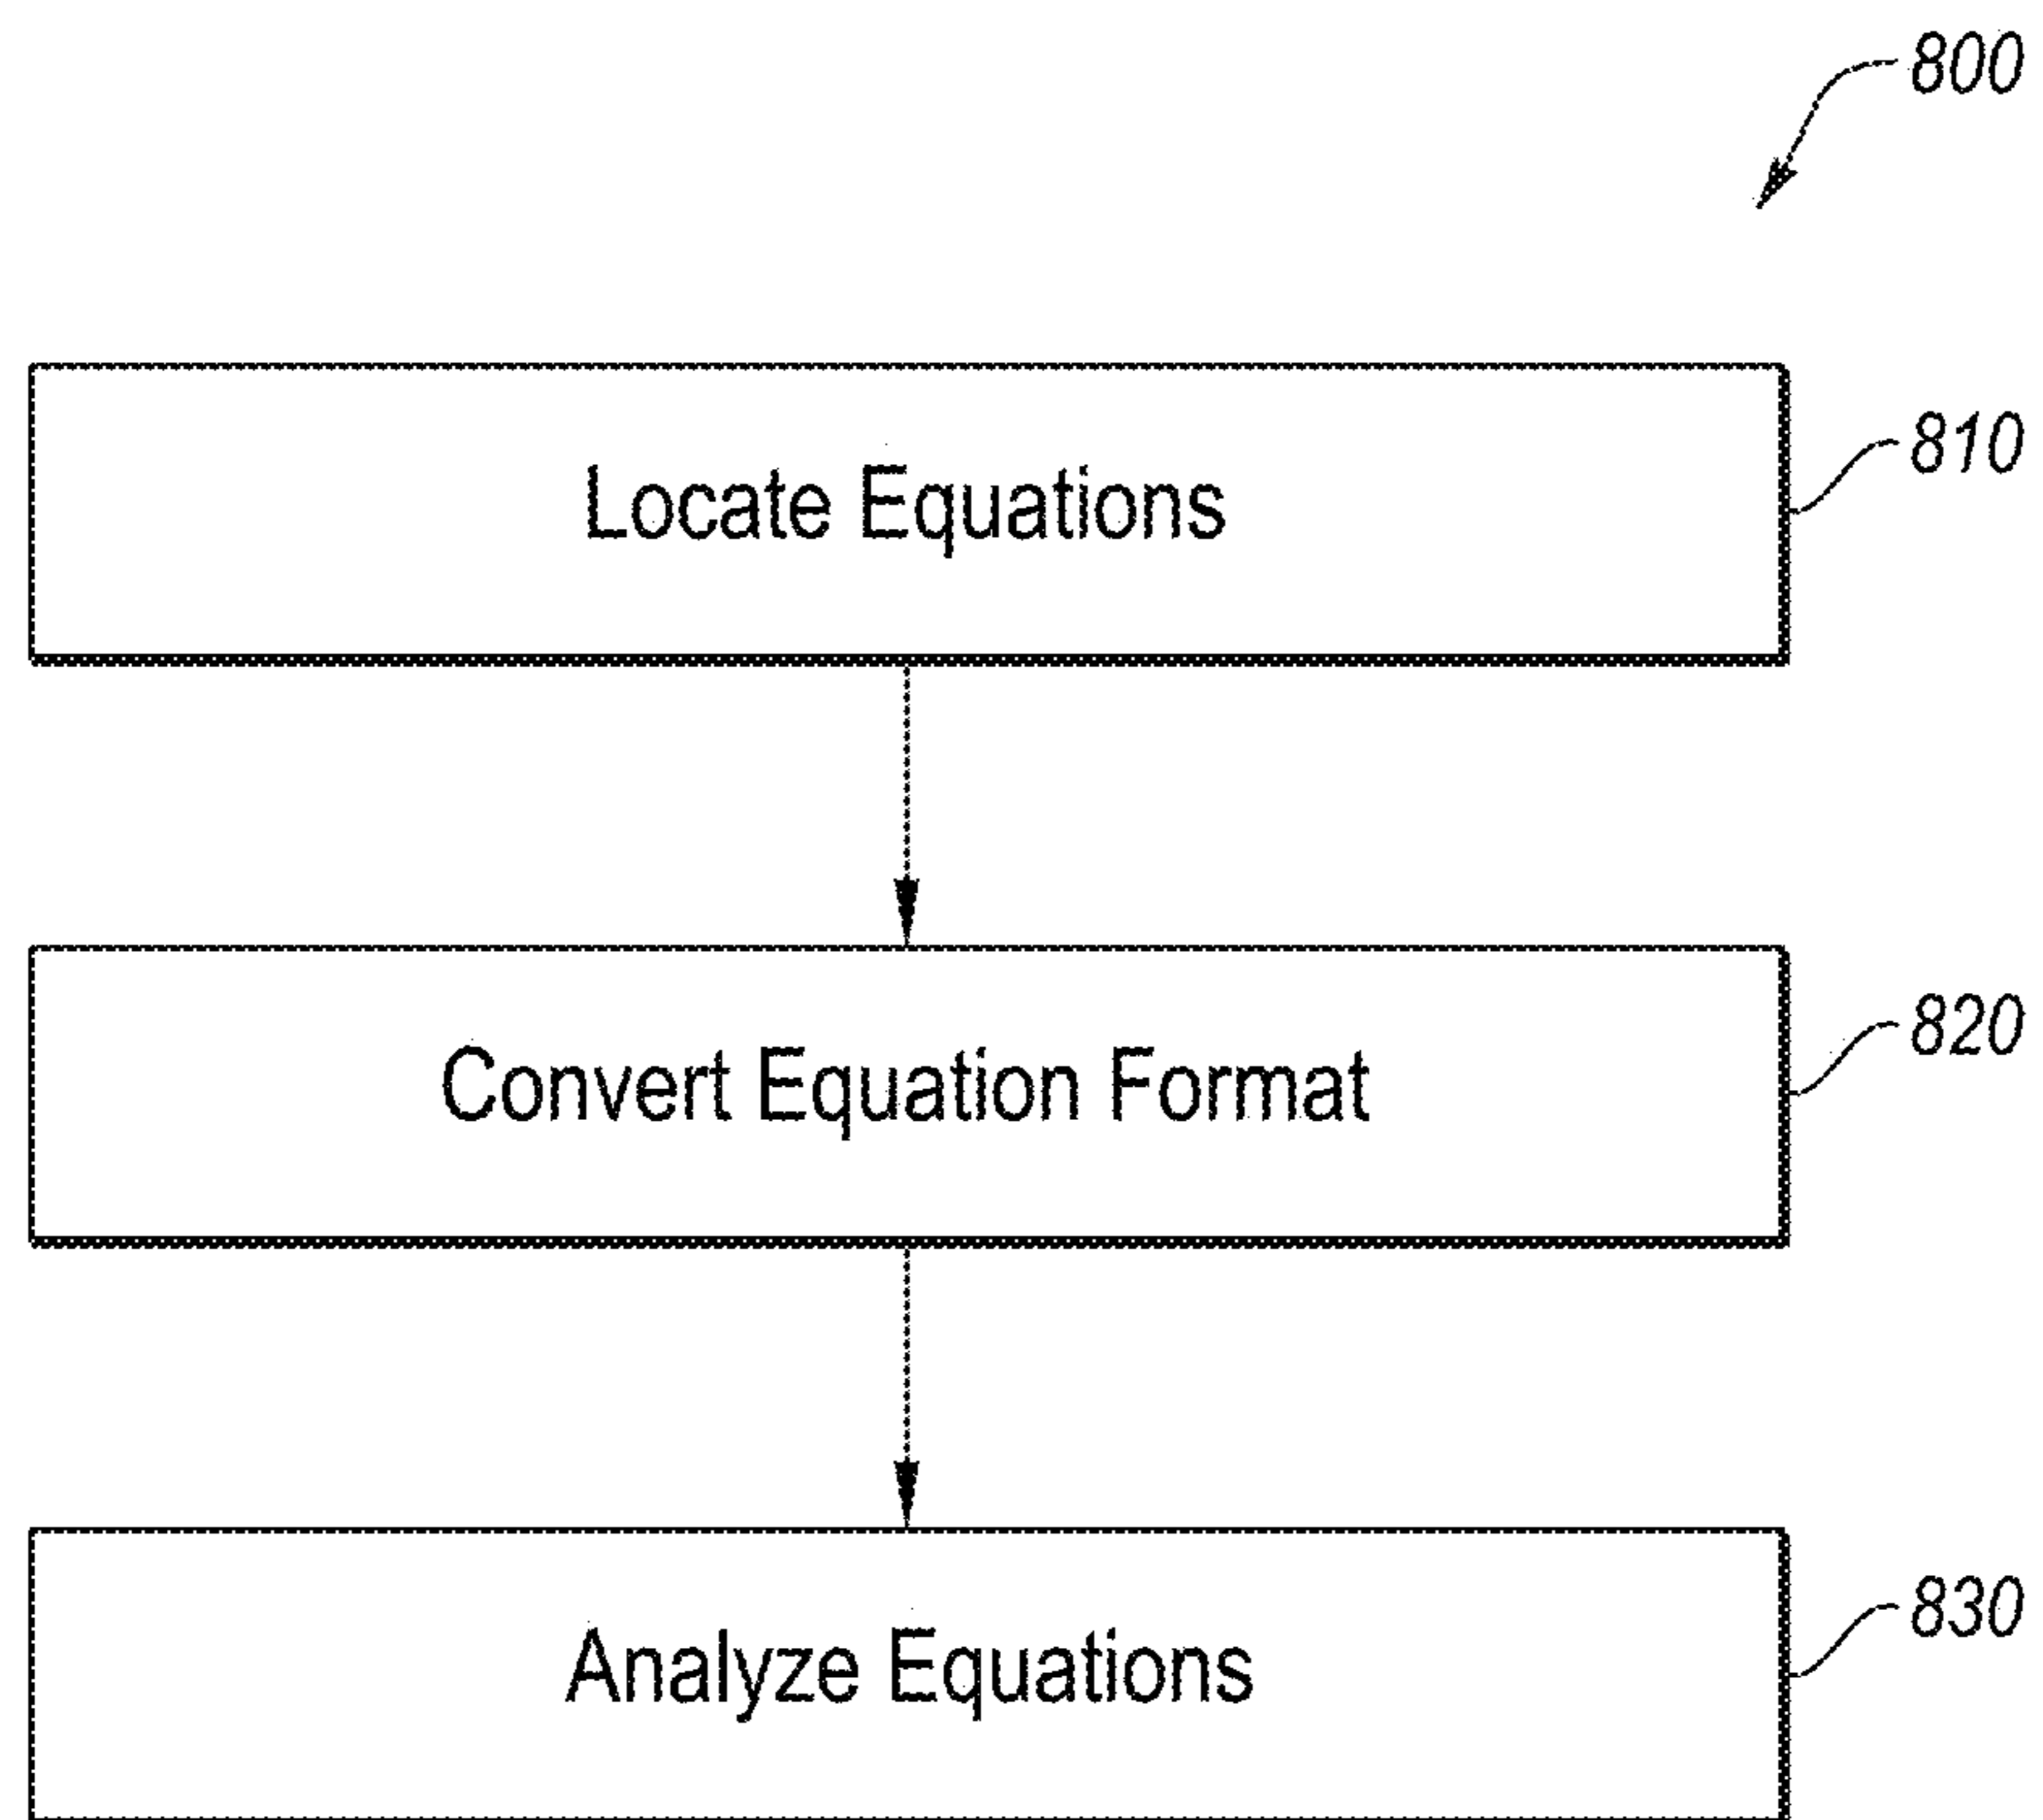 800
Locate Equations
810
Convert Equation Format
820
Analyze Equations
830